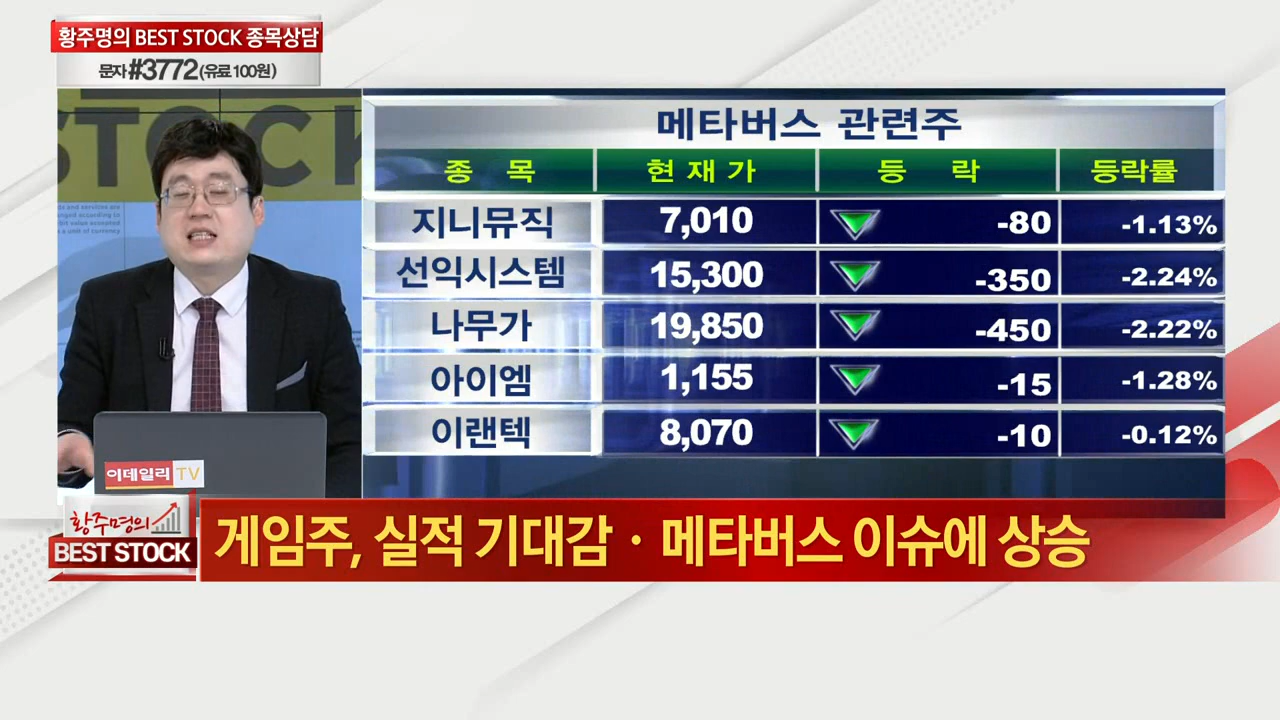 황주명의 BEST STOCK 종목상담
문자 #3772 (유료 100원)
STOCK
메타버스 관련주
종 목 현 재 가 등 락 등락률
지니뮤직 7,010 -80 -1.13%
선익시스템 15,300 -350 -2.24%
나무가 19,850 -450 -2.22%
아이엠 1,155 -15 -1.28%
이랜텍 8,070 -10 -0.12%
이데일리 TV
황주명의
BEST STOCK
게임주, 실적 기대감 · 메타버스 이슈에 상승